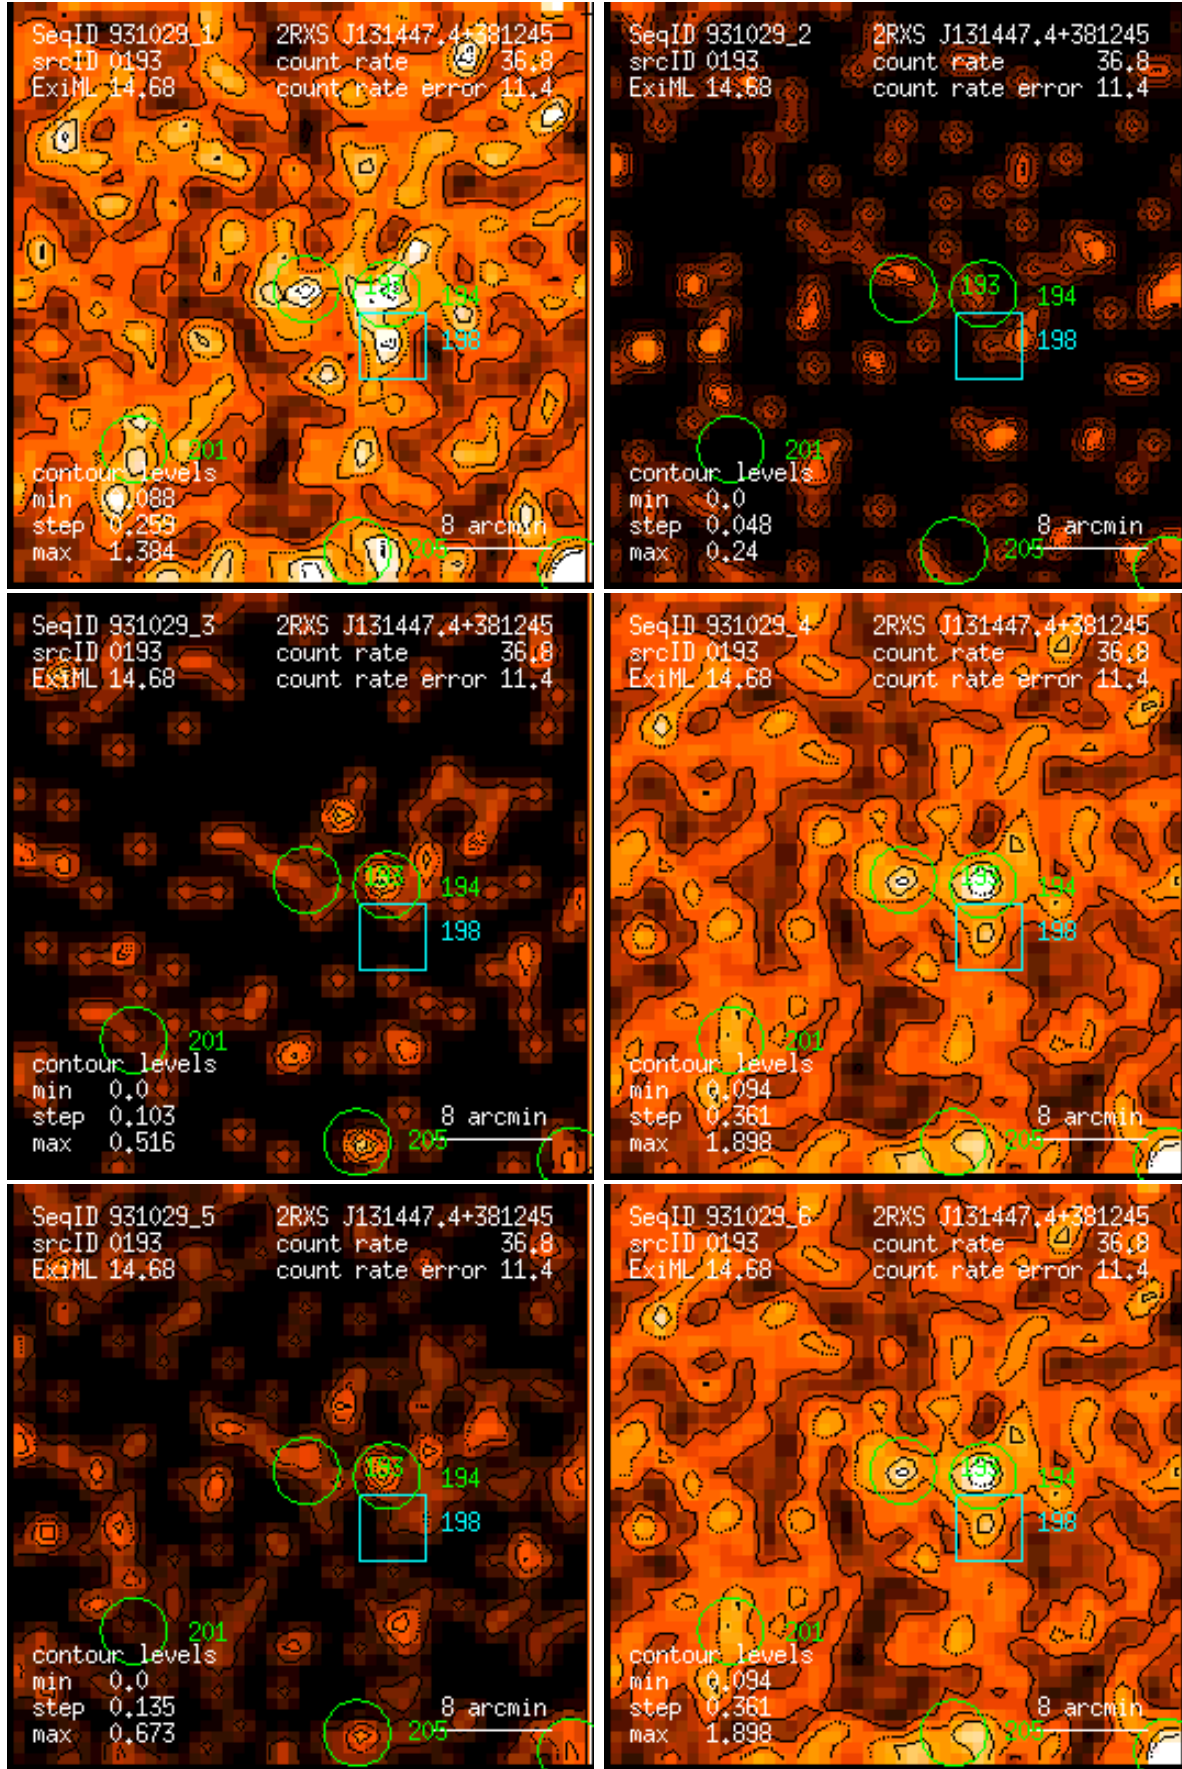 SeqID 931029_1 2RXS J131447.4+381245
srcID 0193 count rate 36.8
ExiML 14.68 count rate error 11.4
193
194
198
201
contour levels
min 0.088
step 0.259 8 arcmin
max 1.384 205
SeqID 931029_2 2RXS J131447.4+381245
srcID 0193 count rate 36.8
ExiML 14.68 count rate error 11.4
193
194
198
201
contour levels
min 0.0
step 0.048 8 arcmin
max 0.24 205
SeqID 931029_3 2RXS J131447.4+381245
srcID 0193 count rate 36.8
ExiML 14.68 count rate error 11.4
193
194
198
201
contour levels
min 0.0
step 0.103 8 arcmin
max 0.516 205
SeqID 931029_4 2RXS J131447.4+381245
srcID 0193 count rate 36.8
ExiML 14.68 count rate error 11.4
193
194
198
201
contour levels
min 0.094
step 0.361 8 arcmin
max 1.898 205
SeqID 931029_5 2RXS J131447.4+381245
srcID 0193 count rate 36.8
ExiML 14.68 count rate error 11.4
193
194
198
201
contour levels
min 0.0
step 0.135 8 arcmin
max 0.673 205
SeqID 931029_6 2RXS J131447.4+381245
srcID 0193 count rate 36.8
ExiML 14.68 count rate error 11.4
193
194
198
201
contour levels
min 0.094
step 0.361 8 arcmin
max 1.898 205